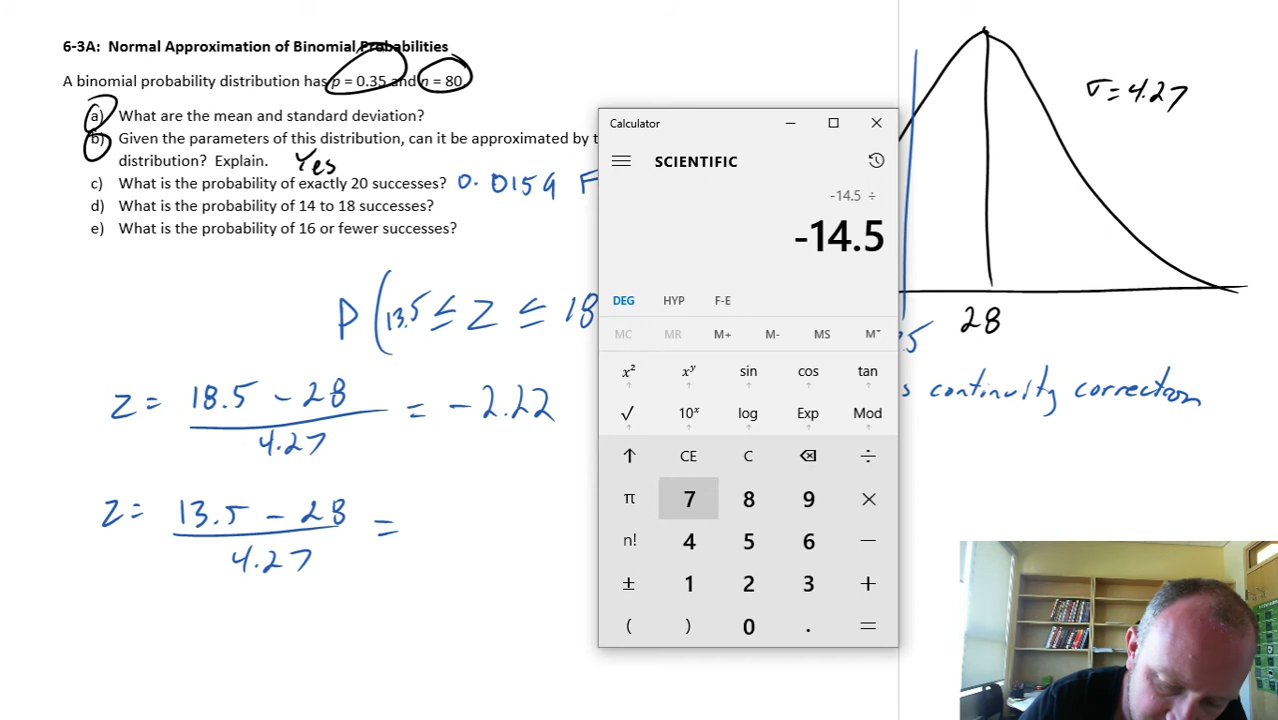 6-3A: Normal Approximation of Binomial Probabilities
A binomial probability distribution has p = 0.35 and n = 80
a) What are the mean and standard deviation?
b) Given the parameters of this distribution, can it be approximated by t
distribution? Explain. Yes
c) What is the probability of exactly 20 successes? 0.0159 F
d) What is the probability of 14 to 18 successes?
e) What is the probability of 16 or fewer successes?
P(13.5 ≤ Z ≤ 18
Z = 18.5 - 28
4.27
= -2.22
Z = 13.5 - 28
4.27
=
Calculator
SCIENTIFIC
-14.5 ÷
-14.5
DEG HYP F-E
MC MR M+ M- MS M˅
x² xʸ sin cos tan
√ 10ˣ log Exp Mod
↑ CE C ⌫ ÷
π 7 8 9 ×
n! 4 5 6 −
± 1 2 3 +
( ) 0 . =
σ = 4.27
28
.5
s continuity correction